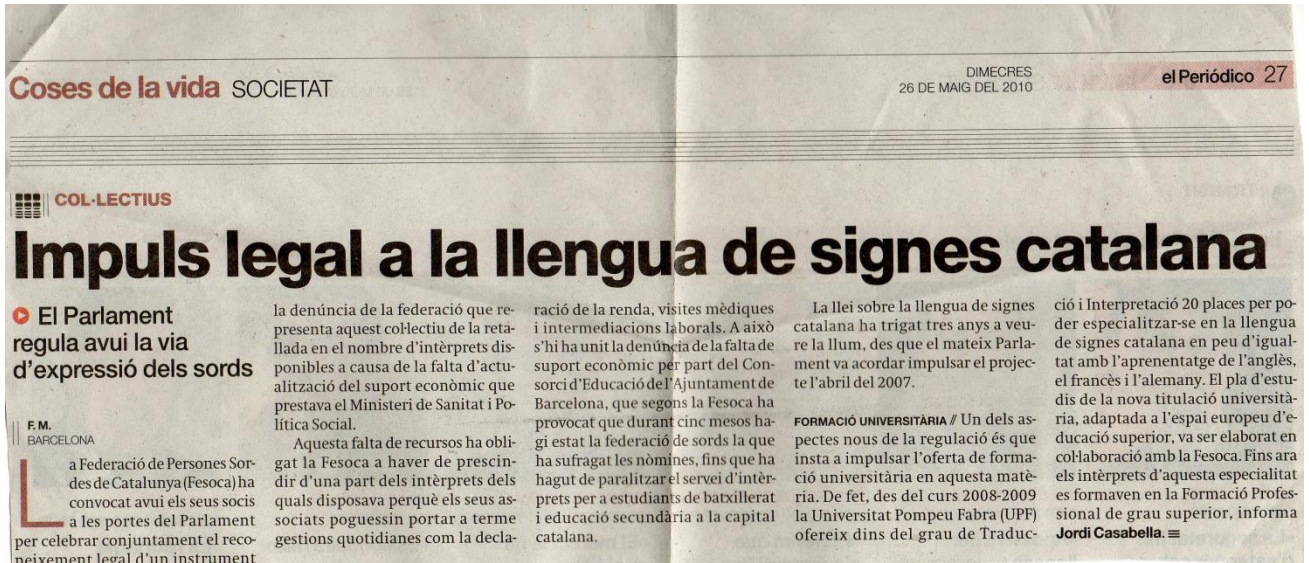 Coses de la vida SOCIETAT
DIMECRES
26 DE MAIG DEL 2010
el Periódico 27
COL·LECTIUS
Impuls legal a la llengua de signes catalana
El Parlament
regula avui la via
d'expressió dels sords
F. M.
BARCELONA
La Federació de Persones Sor-
des de Catalunya (Fesoca) ha
convocat avui els seus socis
a les portes del Parlament
per celebrar conjuntament el reco-
neixement legal d'un instrument
la denúncia de la federació que re-
presenta aquest col·lectiu de la reta-
llada en el nombre d'intèrprets dis-
ponibles a causa de la falta d'actu-
alització del suport econòmic que
prestava el Ministeri de Sanitat i Po-
lítica Social.
Aquesta falta de recursos ha obli-
gat la Fesoca a haver de prescin-
dir d'una part dels intèrprets dels
quals disposava perquè els seus as-
sociats poguessin portar a terme
gestions quotidianes com la decla-
ració de la renda, visites mèdiques
i intermediacions laborals. A això
s'hi ha unit la denúncia de la falta de
suport econòmic per part del Con-
sorci d'Educació de l'Ajuntament de
Barcelona, que segons la Fesoca ha
provocat que durant cinc mesos ha-
gi estat la federació de sords la que
ha sufragat les nòmines, fins que ha
hagut de paralitzar el servei d'intèr-
prets per a estudiants de batxillerat
i educació secundària a la capital
catalana.
La llei sobre la llengua de signes
catalana ha trigat tres anys a veu-
re la llum, des que el mateix Parla-
ment va acordar impulsar el projec-
te l'abril del 2007.
FORMACIÓ UNIVERSITÀRIA // Un dels as-
pectes nous de la regulació és que
insta a impulsar l'oferta de forma-
ció universitària en aquesta matè-
ria. De fet, des del curs 2008-2009
la Universitat Pompeu Fabra (UPF)
ofereix dins del grau de Traduc-
ció i Interpretació 20 places per po-
der especialitzar-se en la llengua
de signes catalana en peu d'igual-
tat amb l'aprenentatge de l'anglès,
el francès i l'alemany. El pla d'estu-
dis de la nova titulació università-
ria, adaptada a l'espai europeu d'e-
ducació superior, va ser elaborat en
col·laboració amb la Fesoca. Fins ara
els intèrprets d'aquesta especialitat
es formaven en la Formació Profes-
sional de grau superior, informa
Jordi Casabella.